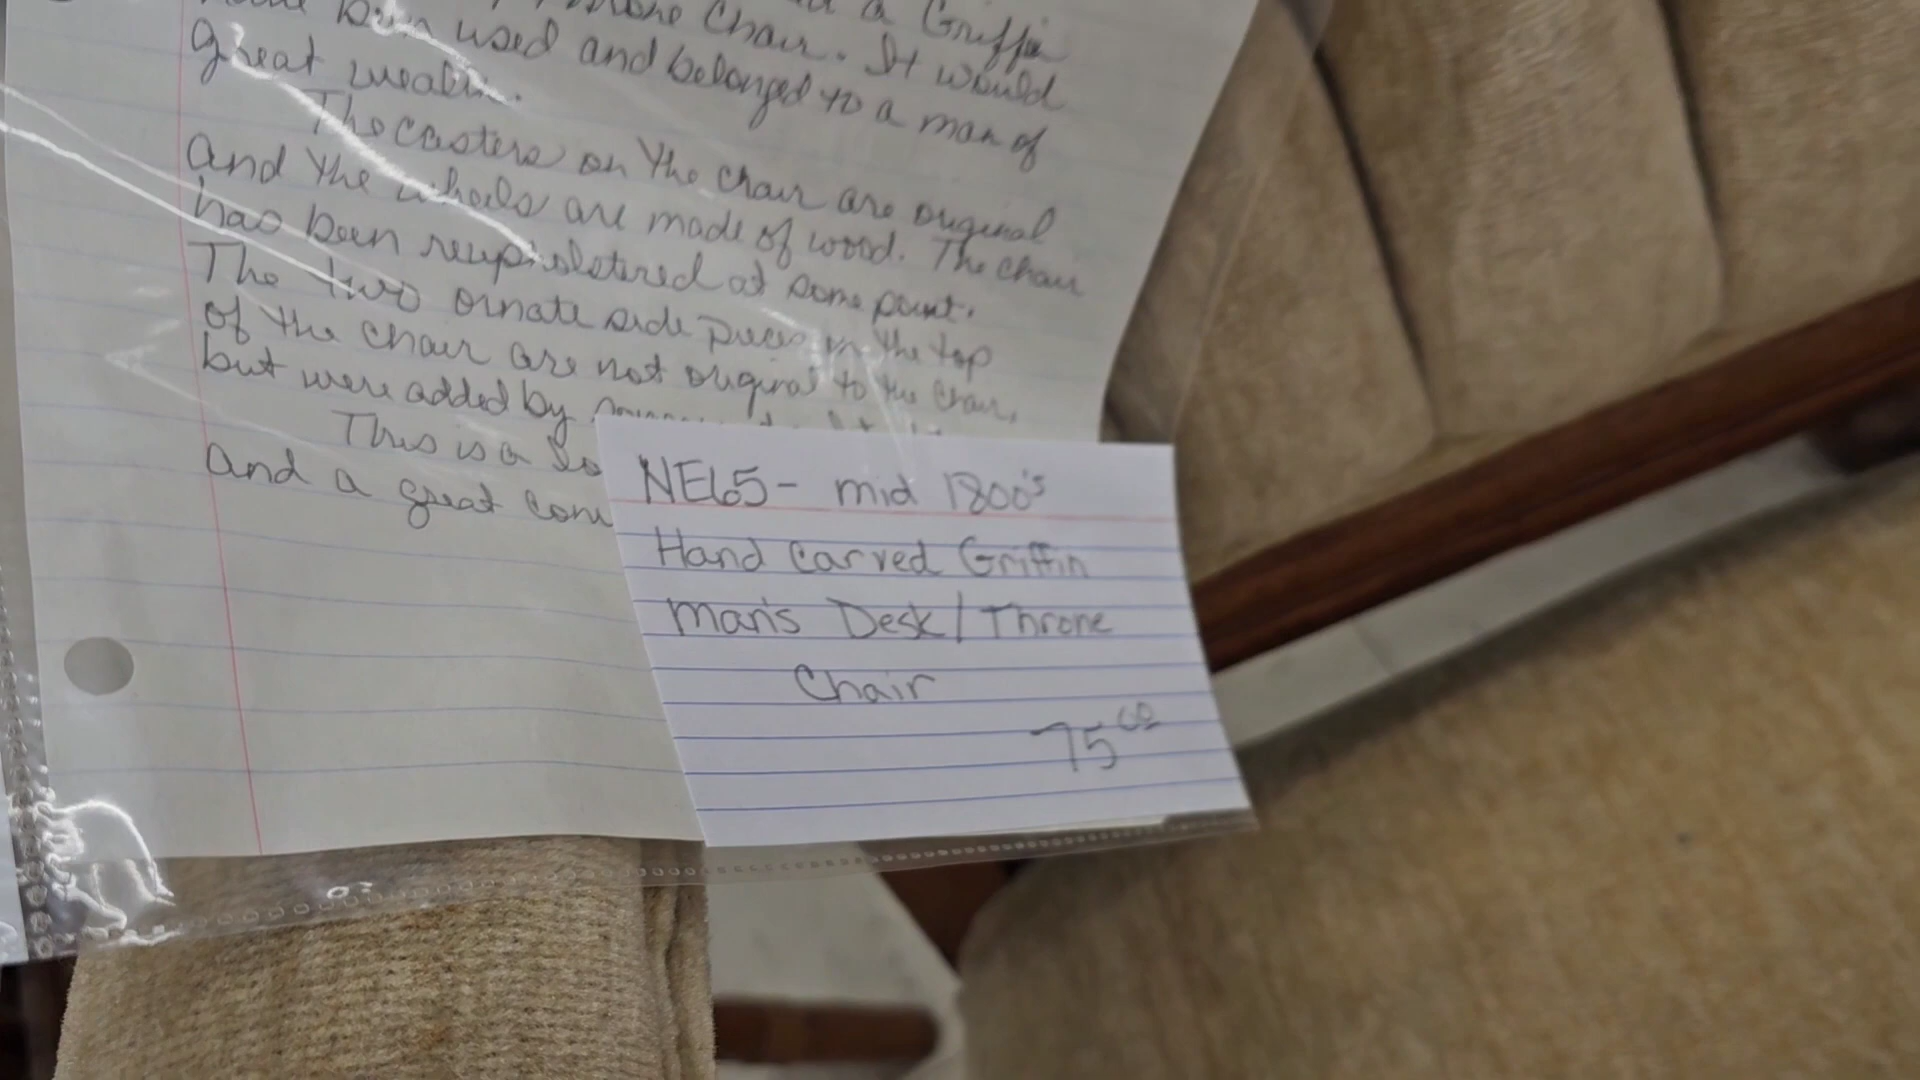 a Griffin
been used and belonged to a man of
Chair. It would
great wealth.
The casters on the chair are original
and the wheels are made of wood. The chair
has been reupholstered at some point.
The two ornate side pieces in the top
of the chair are not original to the chair,
but were added by
This is a
and a great
NE65 - mid 1800's
Hand Carved Griffin
Man's Desk / Throne
Chair
75 00